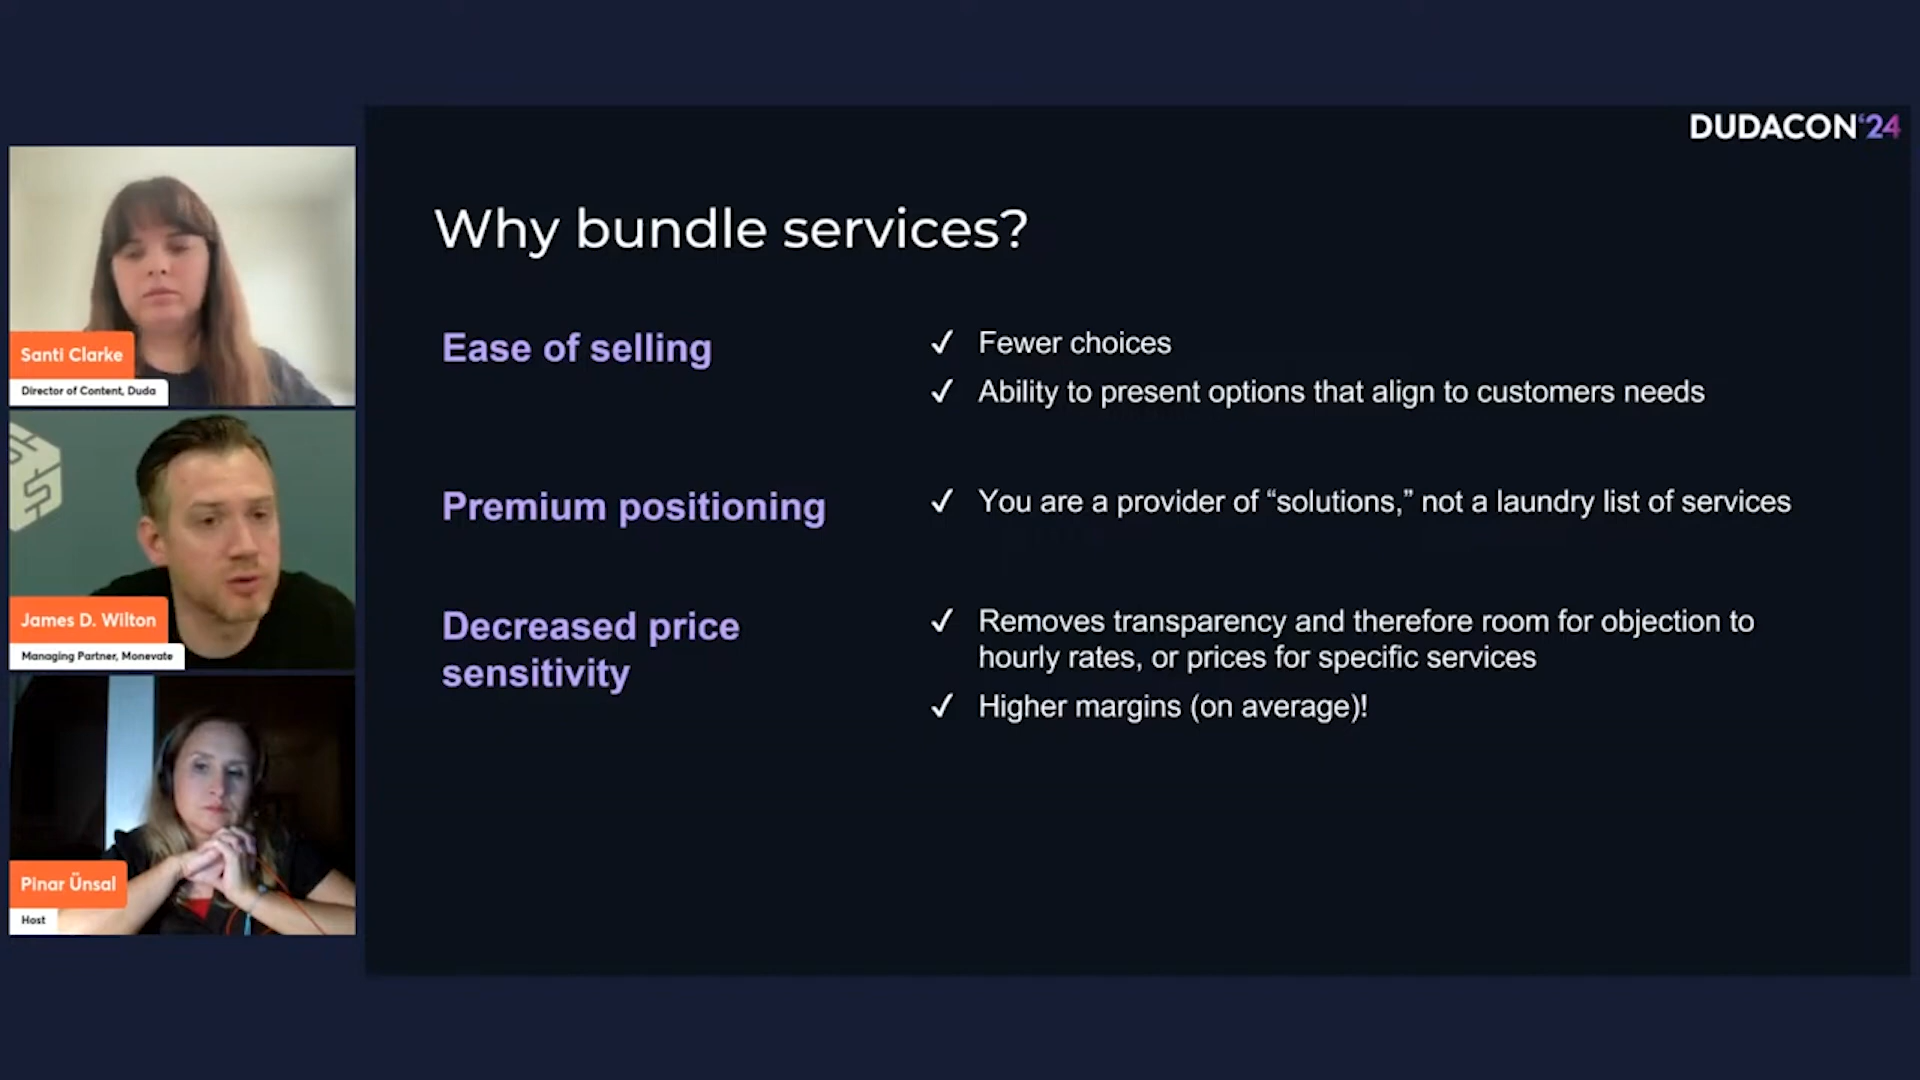 DUDACON'24
Why bundle services?
Ease of selling
✓ Fewer choices
✓ Ability to present options that align to customers needs
Premium positioning
✓ You are a provider of “solutions,” not a laundry list of services
Decreased price
sensitivity
✓ Removes transparency and therefore room for objection to
hourly rates, or prices for specific services
✓ Higher margins (on average)!
Santi Clarke
Director of Content, Duda
James D. Wilton
Managing Partner, Monevate
Pinar Ünsal
Host